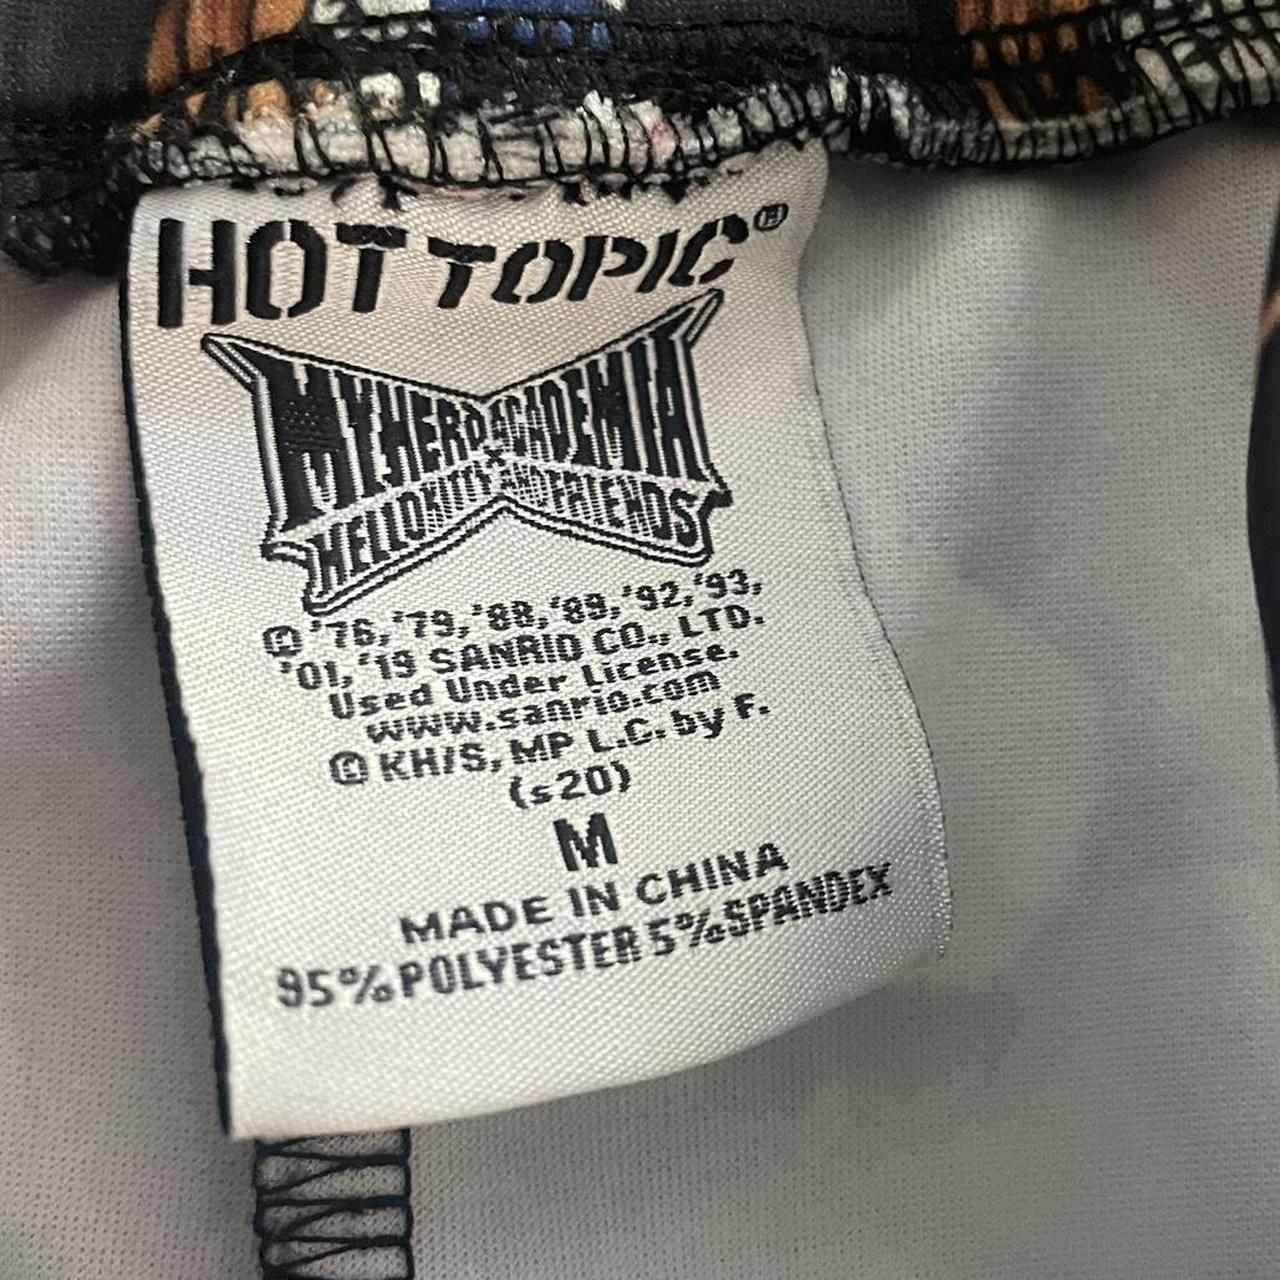 HOT TOPIC®
MY HERO ACADEMIA
×
HELLO KITTY AND FRIENDS
© '76, '79, '88, '89, '92, '93,
'01, '19 SANRIO CO., LTD.
Used Under License.
www.sanrio.com
© KH/S, MP L.C. by F.
(s20)
M
MADE IN CHINA
95% POLYESTER 5% SPANDEX